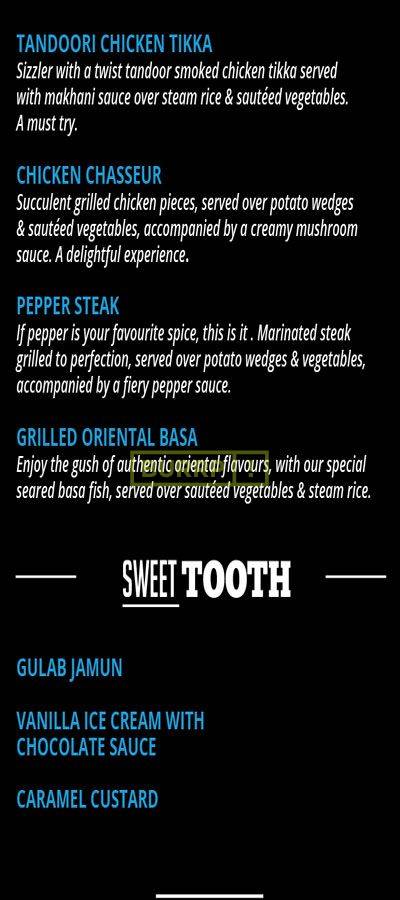 TANDOORI CHICKEN TIKKA
Sizzler with a twist tandoor smoked chicken tikka served
with makhani sauce over steam rice & sautéed vegetables.
A must try.
CHICKEN CHASSEUR
Succulent grilled chicken pieces, served over potato wedges
& sautéed vegetables, accompanied by a creamy mushroom
sauce. A delightful experience.
PEPPER STEAK
If pepper is your favourite spice, this is it . Marinated steak
grilled to perfection, served over potato wedges & vegetables,
accompanied by a fiery pepper sauce.
GRILLED ORIENTAL BASA
Enjoy the gush of authentic oriental flavours, with our special
seared basa fish, served over sautéed vegetables & steam rice.
SWEET TOOTH
GULAB JAMUN
VANILLA ICE CREAM WITH
CHOCOLATE SAUCE
CARAMEL CUSTARD